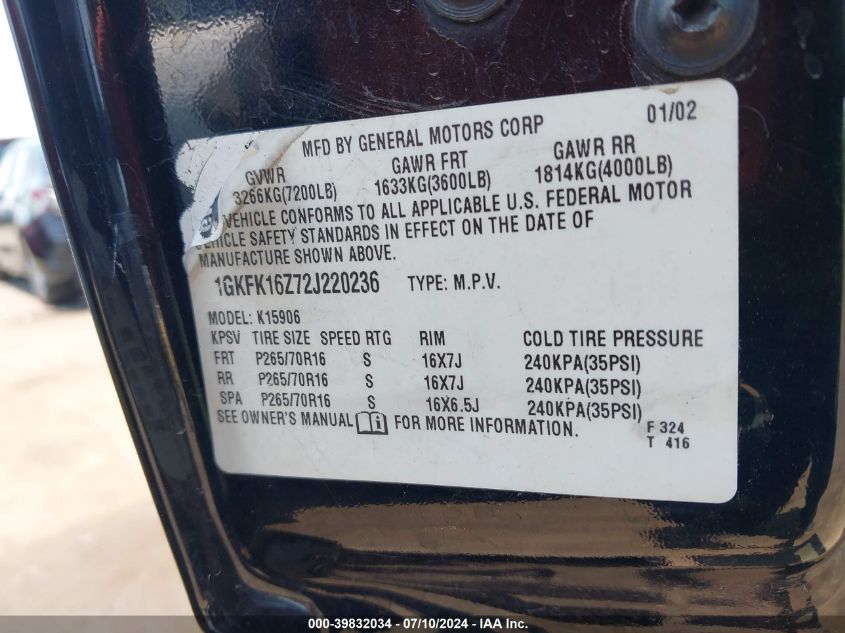 MFD BY GENERAL MOTORS CORP 01/02
GVWR GAWR FRT GAWR RR
3266KG(7200LB) 1633KG(3600LB) 1814KG(4000LB)
VEHICLE CONFORMS TO ALL APPLICABLE U.S. FEDERAL MOTOR
VEHICLE SAFETY STANDARDS IN EFFECT ON THE DATE OF
MANUFACTURE SHOWN ABOVE.
1GKFK16Z72J220236 TYPE: M.P.V.
MODEL: K15906
KPSV TIRE SIZE SPEED RTG RIM COLD TIRE PRESSURE
FRT P265/70R16 S 16X7J 240KPA(35PSI)
RR P265/70R16 S 16X7J 240KPA(35PSI)
SPA P265/70R16 S 16X6.5J 240KPA(35PSI)
SEE OWNER'S MANUAL FOR MORE INFORMATION.
F 324
T 416
000-39832034 / 07/10/2024 - IAA Inc.